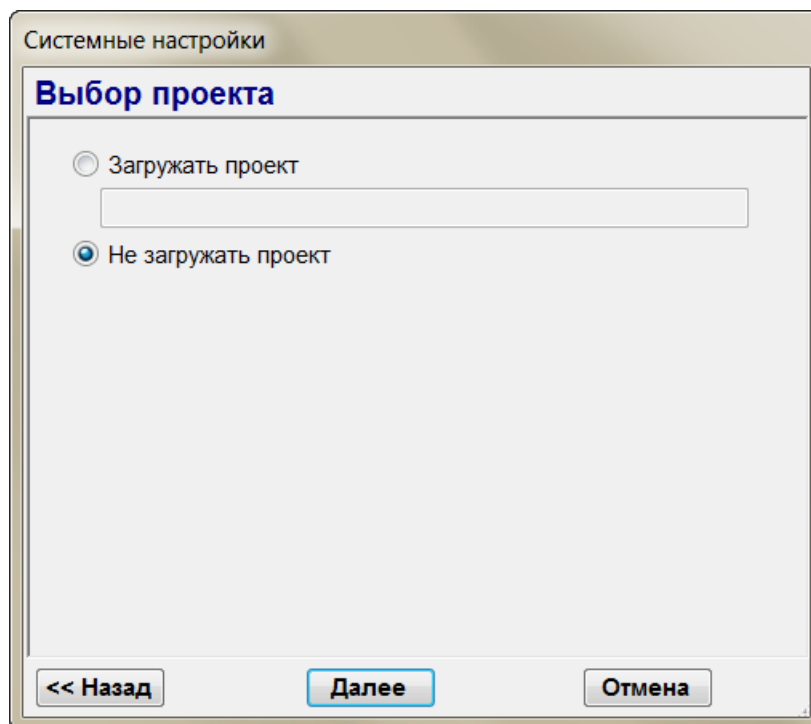 Системные настройки
Выбор проекта
Загружать проект
Не загружать проект
<< Назад Далее Отмена